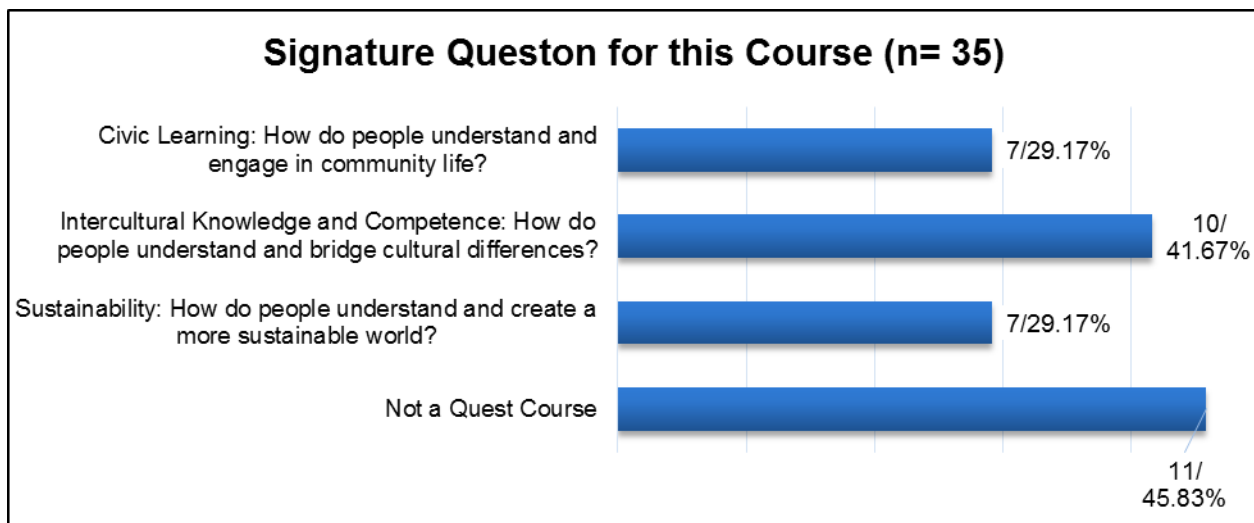 Signature Queston for this Course (n= 35)
Civic Learning: How do people understand and
engage in community life?
7/29.17%
Intercultural Knowledge and Competence: How do
people understand and bridge cultural differences?
10/
41.67%
Sustainability: How do people understand and create a
more sustainable world?
7/29.17%
Not a Quest Course
11/
45.83%